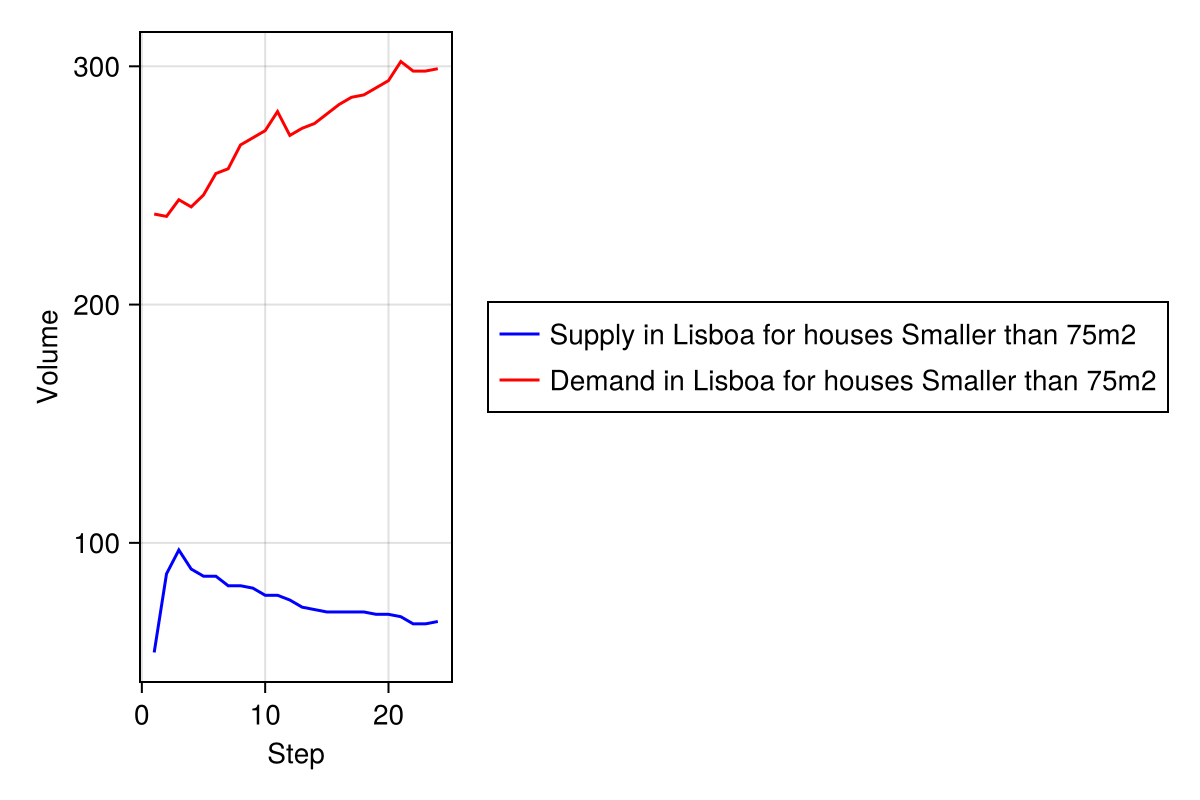 300
200
100
Volume
0 10 20
Step
Supply in Lisboa for houses Smaller than 75m2
Demand in Lisboa for houses Smaller than 75m2